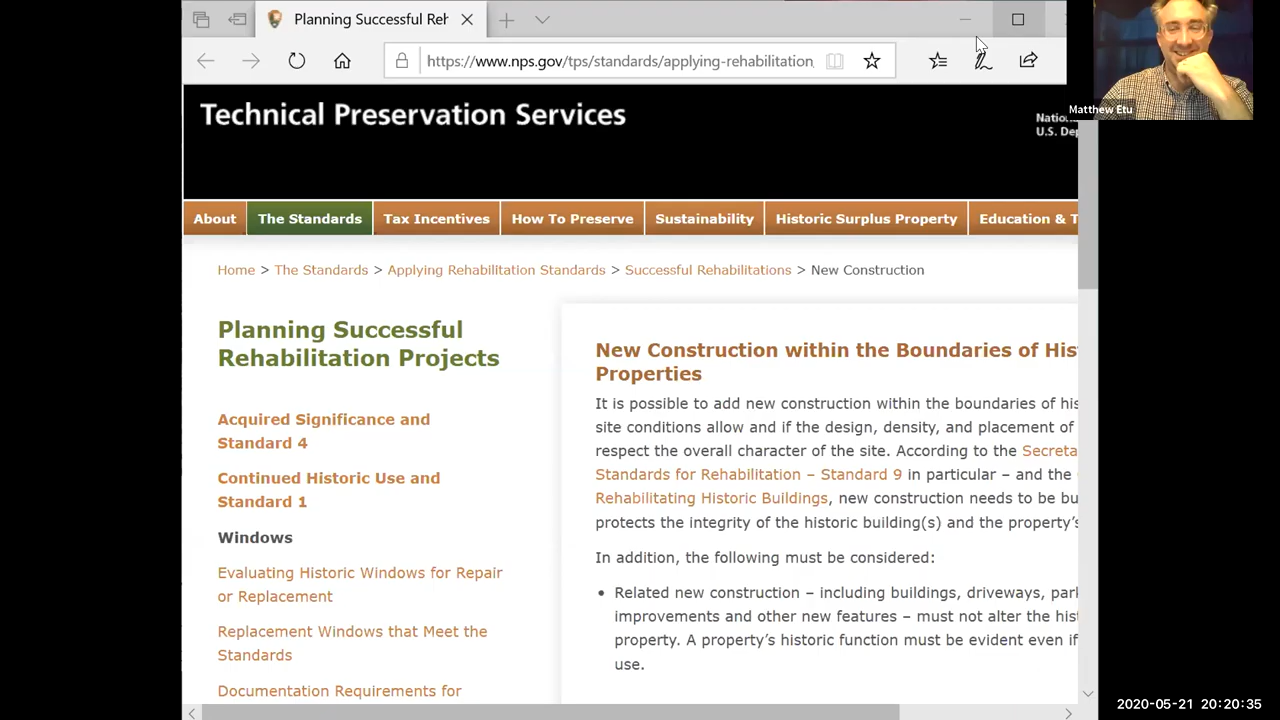 Planning Successful Reh
https://www.nps.gov/tps/standards/applying-rehabilitation
Matthew Etu
Technical Preservation Services
Nation
U.S. Dep
About
The Standards
Tax Incentives
How To Preserve
Sustainability
Historic Surplus Property
Education & T
Home > The Standards > Applying Rehabilitation Standards > Successful Rehabilitations > New Construction
Planning Successful
Rehabilitation Projects
Acquired Significance and
Standard 4
Continued Historic Use and
Standard 1
Windows
Evaluating Historic Windows for Repair
or Replacement
Replacement Windows that Meet the
Standards
Documentation Requirements for
New Construction within the Boundaries of His
Properties
It is possible to add new construction within the boundaries of his
site conditions allow and if the design, density, and placement of
respect the overall character of the site. According to the Secreta
Standards for Rehabilitation – Standard 9 in particular – and the
Rehabilitating Historic Buildings, new construction needs to be bu
protects the integrity of the historic building(s) and the property's
In addition, the following must be considered:
• Related new construction – including buildings, driveways, park
improvements and other new features – must not alter the hist
property. A property's historic function must be evident even if
use.
2020-05-21 20:20:35